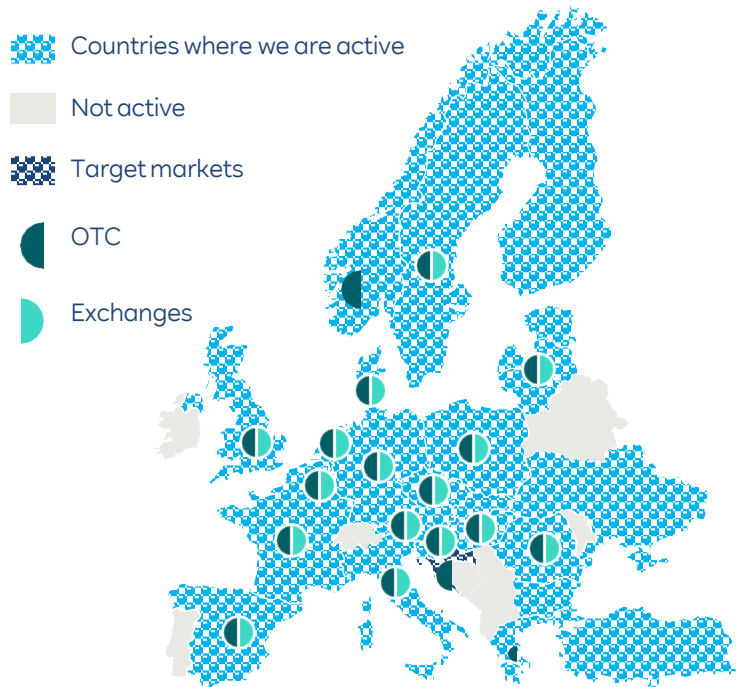 Countries where we are active
Not active
Target markets
OTC
Exchanges